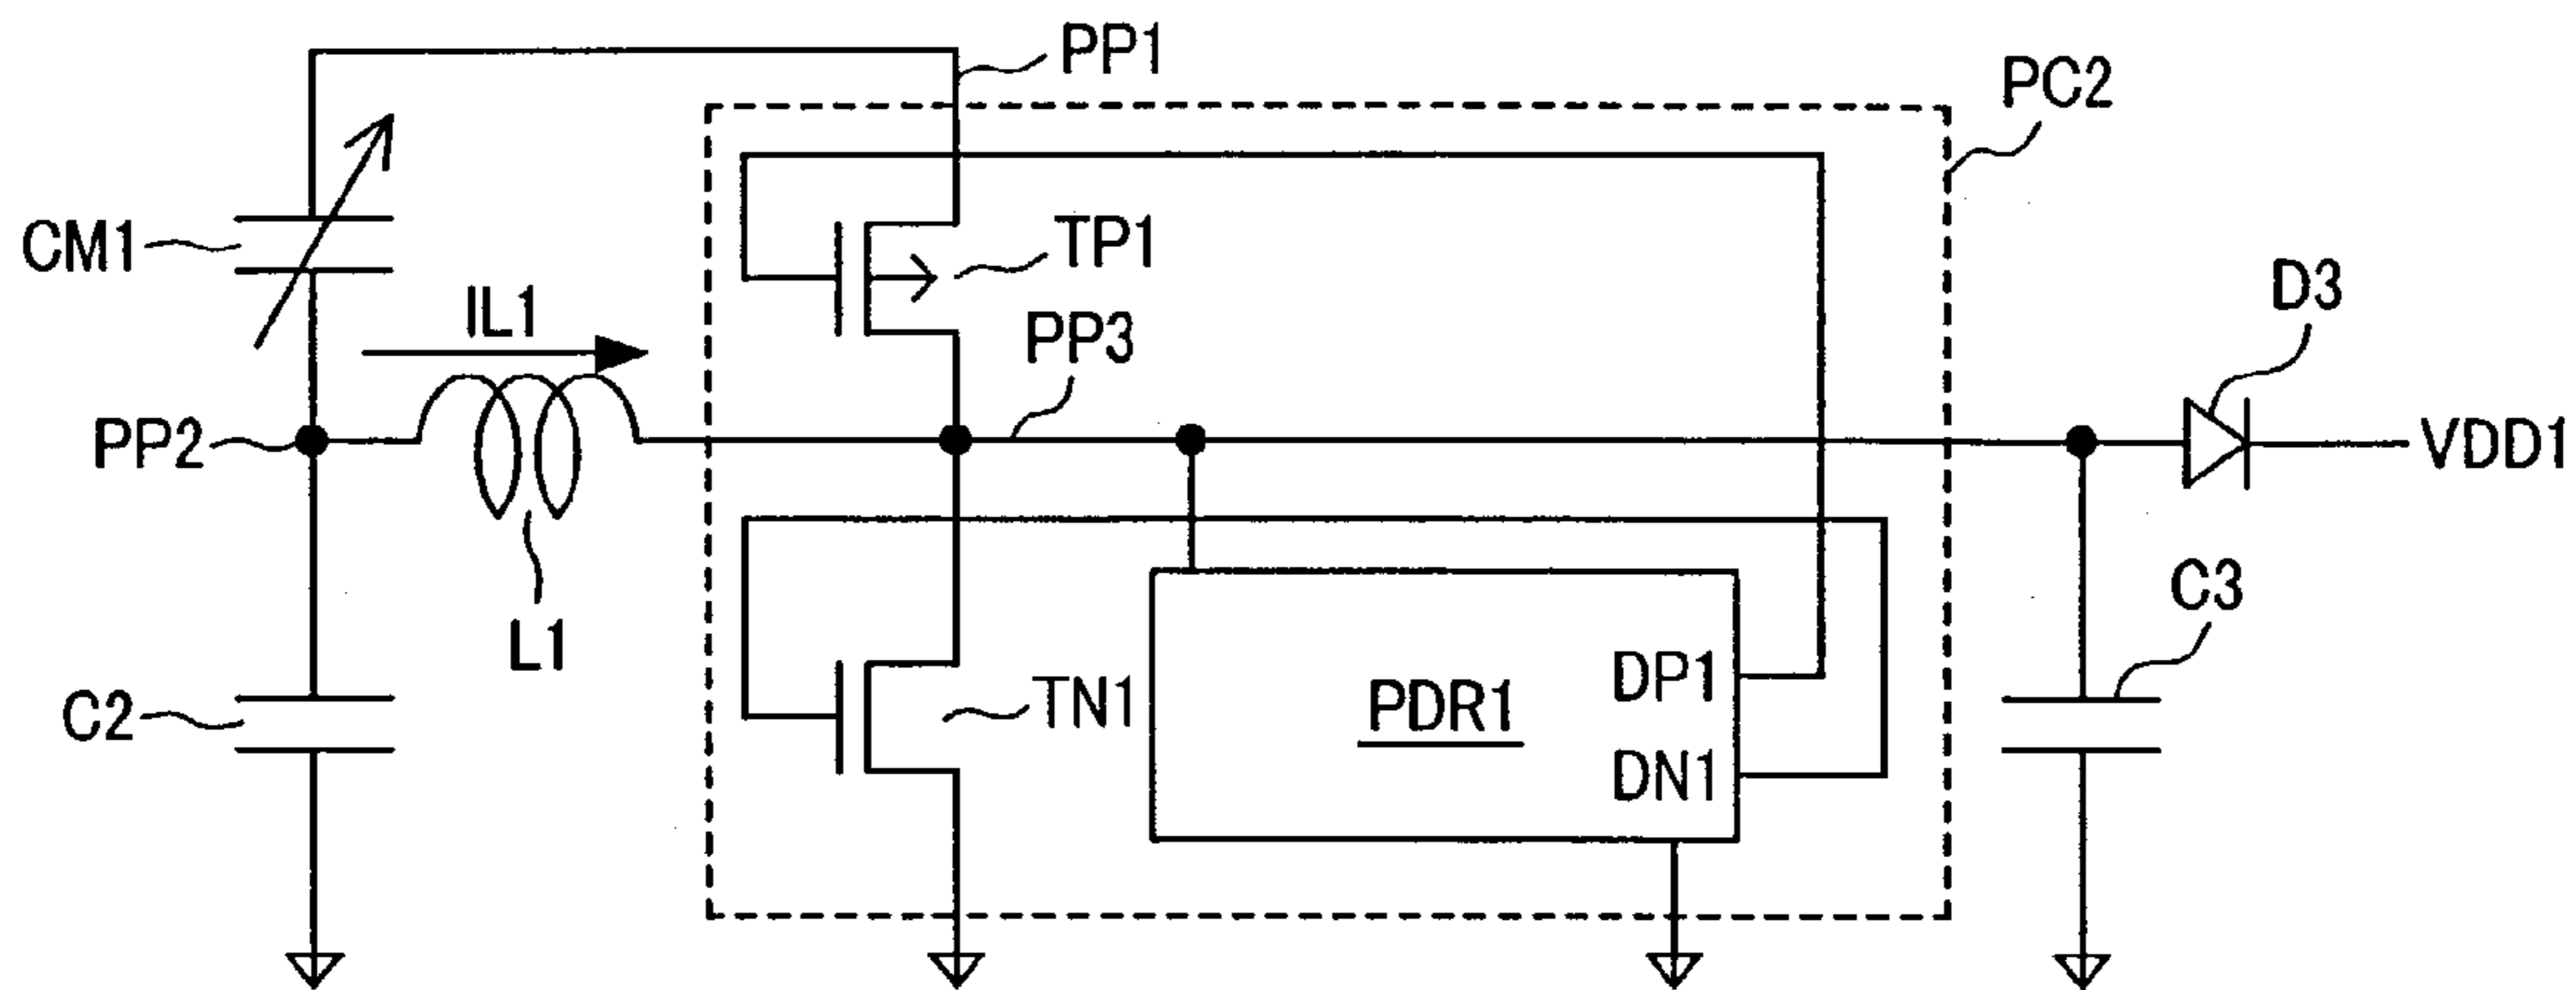 PP1
PC2
CM1
TP1
IL1
PP3
D3
PP2
VDD1
L1
C3
C2
TN1
PDR1
DP1
DN1